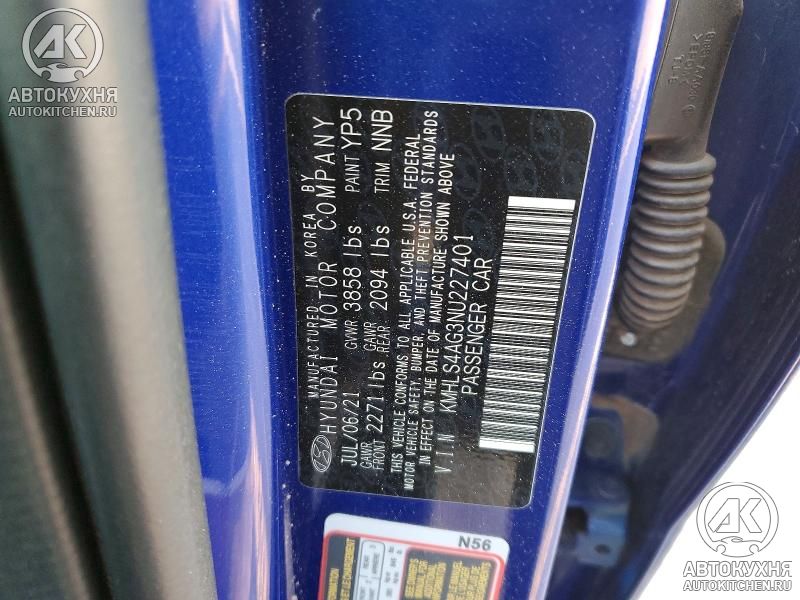 АВТОКУХНЯ
AUTOKITCHEN.RU
MANUFACTURED IN KOREA BY
HYUNDAI MOTOR COMPANY
JUL/06/21 GVWR 3858 lbs PAINT YP5
GAWR FRONT 2271 lbs GAWR REAR 2094 lbs TRIM NNB
THIS VEHICLE CONFORMS TO ALL APPLICABLE U.S.A. FEDERAL
MOTOR VEHICLE SAFETY, BUMPER, AND THEFT PREVENTION STANDARDS
IN EFFECT ON THE DATE OF MANUFACTURE SHOWN ABOVE
V.I.N KMHLS4AG3NU227401
PASSENGER CAR
N56
АК
АВТОКУХНЯ
AUTOKITCHEN.RU